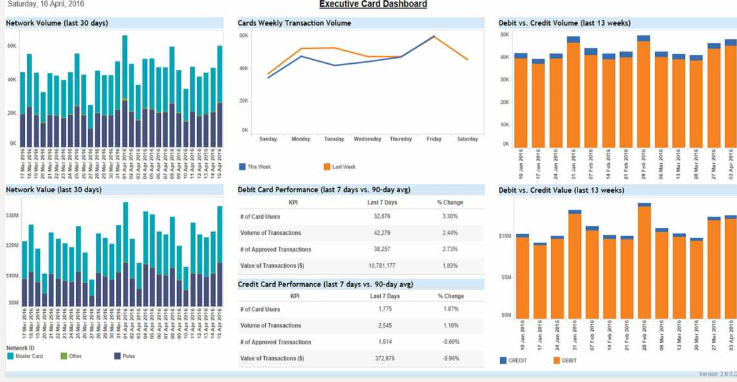 Saturday, 16 April, 2016
Executive Card Dashboard
Network Volume (last 30 days)
60K
40K
20K
0K
17 Mar 2016
18 Mar 2016
19 Mar 2016
20 Mar 2016
21 Mar 2016
22 Mar 2016
23 Mar 2016
24 Mar 2016
25 Mar 2016
26 Mar 2016
27 Mar 2016
28 Mar 2016
29 Mar 2016
30 Mar 2016
31 Mar 2016
01 Apr 2016
02 Apr 2016
03 Apr 2016
04 Apr 2016
05 Apr 2016
06 Apr 2016
07 Apr 2016
08 Apr 2016
09 Apr 2016
10 Apr 2016
11 Apr 2016
12 Apr 2016
13 Apr 2016
14 Apr 2016
15 Apr 2016
Cards Weekly Transaction Volume
60K
40K
20K
0K
Sunday Monday Tuesday Wednesday Thursday Friday Saturday
This Week Last Week
Debit vs. Credit Volume (last 13 weeks)
50K
40K
30K
20K
10K
0K
10 Jan 2016
17 Jan 2016
24 Jan 2016
31 Jan 2016
07 Feb 2016
14 Feb 2016
21 Feb 2016
28 Feb 2016
06 Mar 2016
13 Mar 2016
20 Mar 2016
27 Mar 2016
03 Apr 2016
Network Value (last 30 days)
$30M
$20M
$10M
$0M
17 Mar 2016
18 Mar 2016
19 Mar 2016
20 Mar 2016
21 Mar 2016
22 Mar 2016
23 Mar 2016
24 Mar 2016
25 Mar 2016
26 Mar 2016
27 Mar 2016
28 Mar 2016
29 Mar 2016
30 Mar 2016
31 Mar 2016
01 Apr 2016
02 Apr 2016
03 Apr 2016
04 Apr 2016
05 Apr 2016
06 Apr 2016
07 Apr 2016
08 Apr 2016
09 Apr 2016
10 Apr 2016
11 Apr 2016
12 Apr 2016
13 Apr 2016
14 Apr 2016
15 Apr 2016
Network ID
Master Card Other Pulse
Debit Card Performance (last 7 days vs. 90-day avg)
KPI Last 7 Days % Change
# of Card Users 32,876 3.30%
Volume of Transactions 42,279 2.44%
# of Approved Transactions 38,257 2.73%
Value of Transactions ($) 10,781,177 1.83%
Credit Card Performance (last 7 days vs. 90-day avg)
KPI Last 7 Days % Change
# of Card Users 1,775 1.87%
Volume of Transactions 2,545 1.16%
# of Approved Transactions 1,614
Value of Transactions ($) 372,676
Debit vs. Credit Value (last 13 weeks)
$10M
$5M
$0M
10 Jan 2016
17 Jan 2016
24 Jan 2016
31 Jan 2016
07 Feb 2016
14 Feb 2016
21 Feb 2016
28 Feb 2016
06 Mar 2016
13 Mar 2016
20 Mar 2016
27 Mar 2016
03 Apr 2016
CREDIT DEBIT